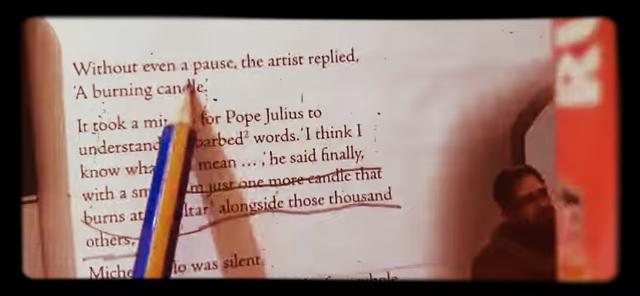 Without even a pause, the artist replied,
'A burning candle.'
It took a mi for Pope Julius to
understand barbed² words. 'I think I
know wha mean ... ,' he said finally,
with a sm m just one more candle that
burns at ltar alongside those thousand
others,
Miche lo was silent